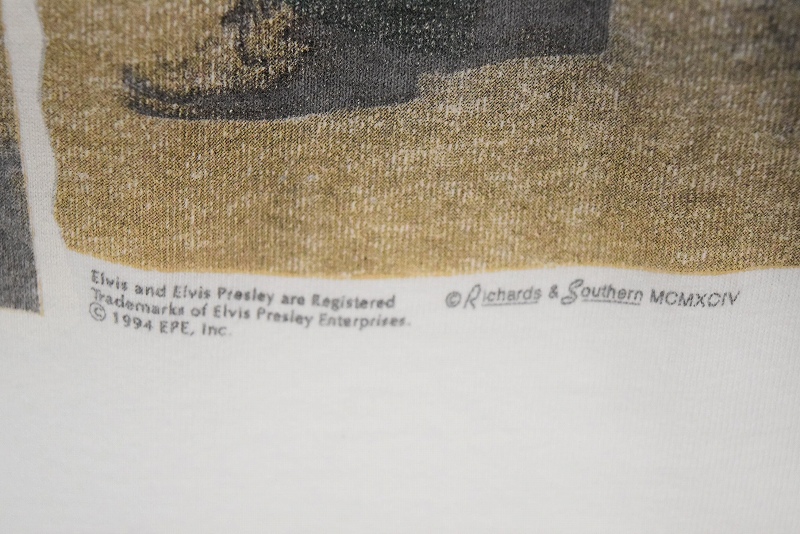 Elvis and Elvis Presley are Registered
Trademarks of Elvis Presley Enterprises.
© 1994 EPE, Inc.
© Richards & Southern MCMXCIV